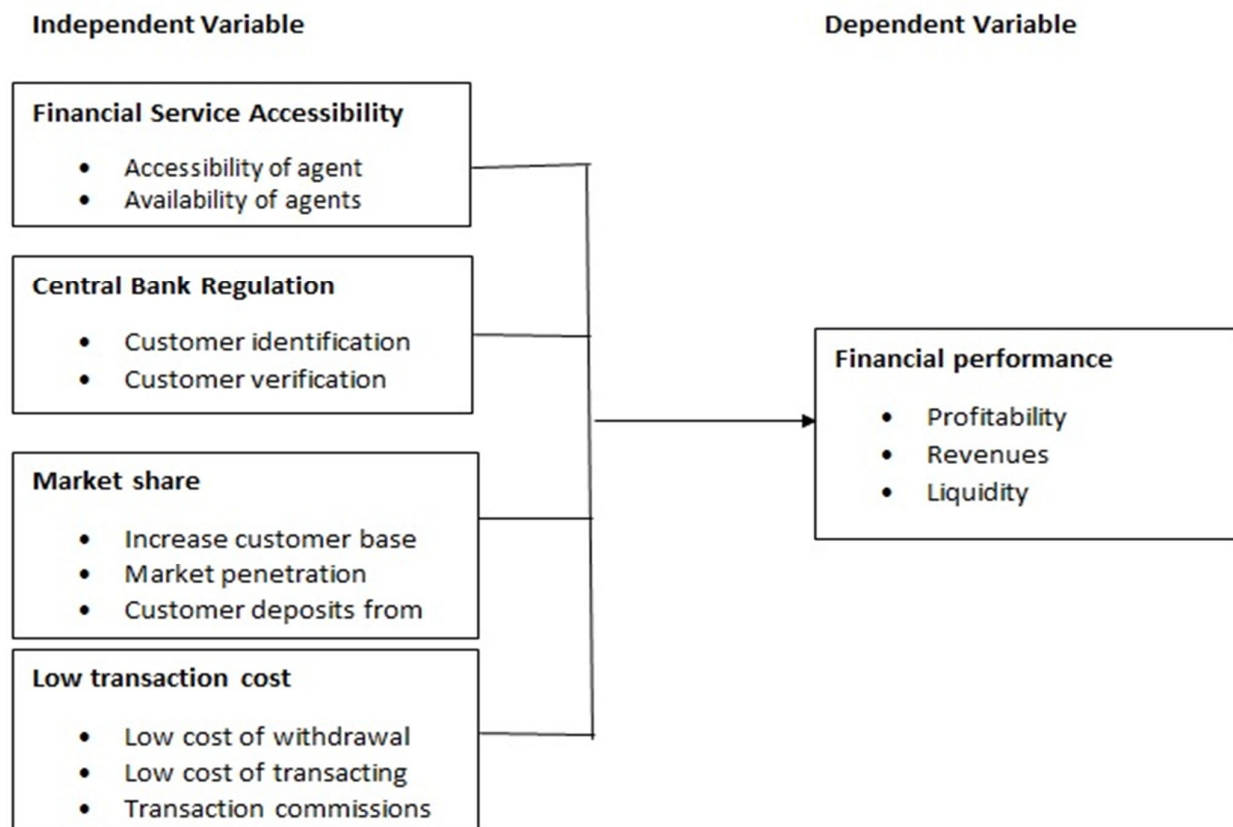 Independent Variable
Dependent Variable
Financial Service Accessibility
• Accessibility of agent
• Availability of agents
Central Bank Regulation
• Customer identification
• Customer verification
Market share
• Increase customer base
• Market penetration
• Customer deposits from
Low transaction cost
• Low cost of withdrawal
• Low cost of transacting
• Transaction commissions
Financial performance
• Profitability
• Revenues
• Liquidity